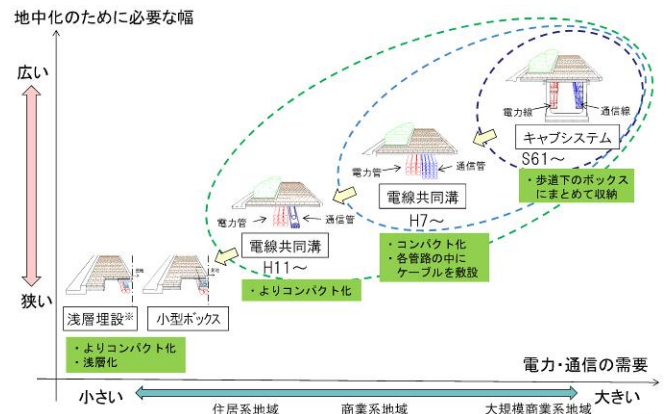 地中化のために必要な幅
広い
電力線
通信線
キャブシステム
S61～
・歩道下のボックス
にまとめて収納
電力管
通信管
電線共同溝
H7～
・コンパクト化
・各管路の中に
ケーブルを敷設
電力管
通信管
電線共同溝
H11～
・よりコンパクト化
狭い
浅層埋設※
小型ボックス
・よりコンパクト化
・浅層化
電力・通信の需要
小さい
大きい
住居系地域
商業系地域
大規模商業系地域